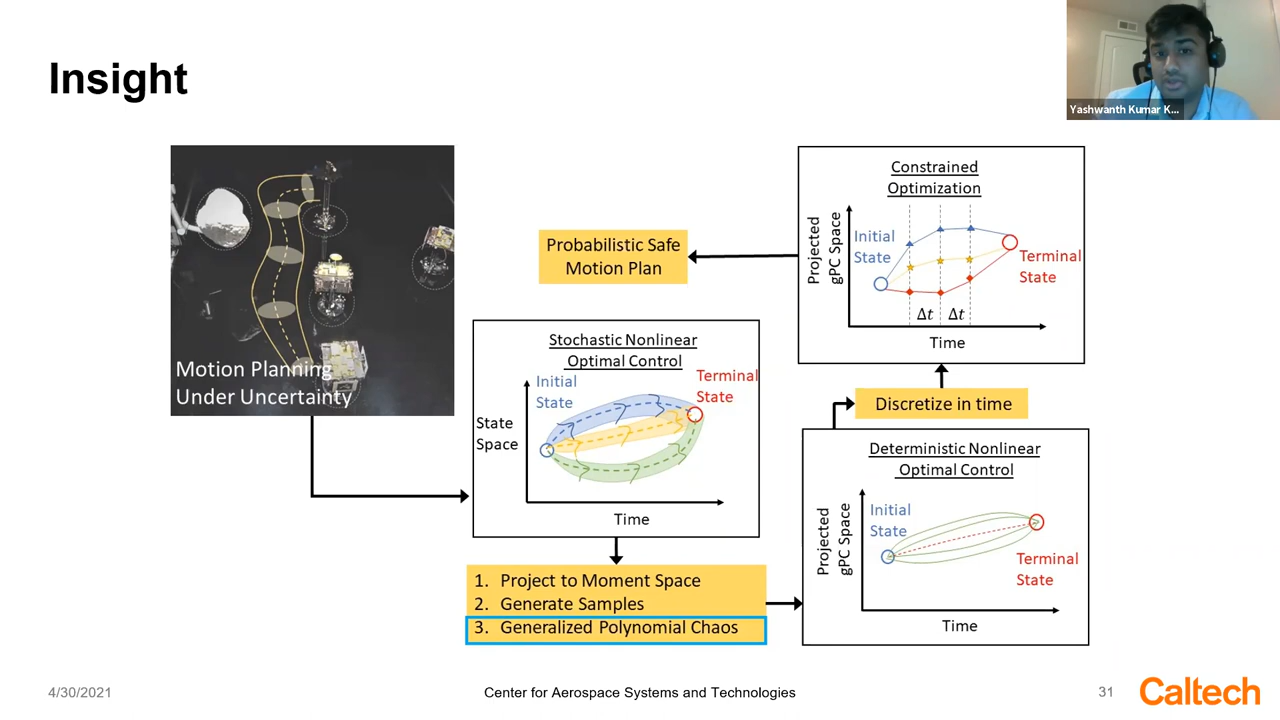 Insight
Yashwanth Kumar K...
Motion Planning
Under Uncertainty
Stochastic Nonlinear
Optimal Control
Initial
State
Terminal
State
State
Space
Time
1. Project to Moment Space
2. Generate Samples
3. Generalized Polynomial Chaos
Deterministic Nonlinear
Optimal Control
Projected
gPC Space
Initial
State
Terminal
State
Time
Discretize in time
Constrained
Optimization
Projected
gPC Space
Initial
State
Terminal
State
Δt Δt
Time
Probabilistic Safe
Motion Plan
4/30/2021
Center for Aerospace Systems and Technologies
31
Caltech